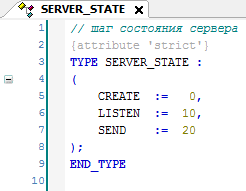 SERVER_STATE
1 // шаг состояния сервера
2 {attribute 'strict'}
3 TYPE SERVER_STATE :
4 (
5 CREATE := 0,
6 LISTEN := 10,
7 SEND := 20
8 );
9 END_TYPE
10